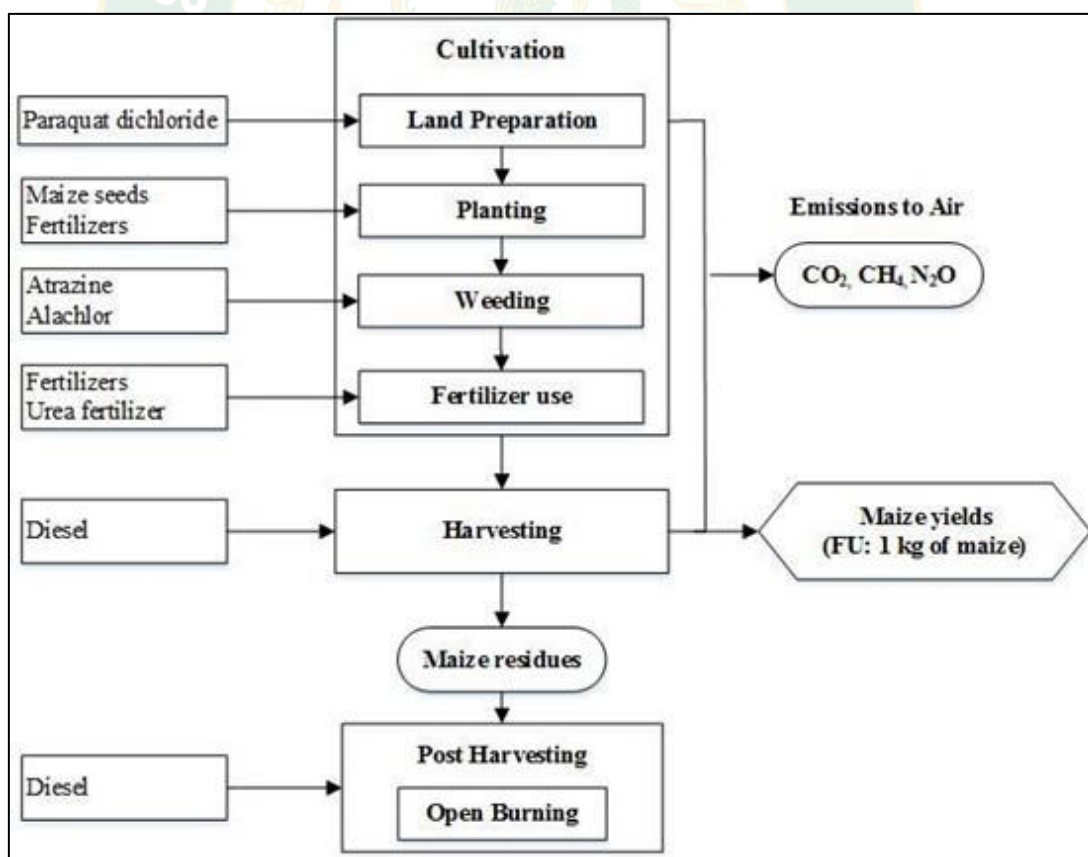 Cultivation
Paraquat dichloride
Land Preparation
Maize seeds
Fertilizers
Planting
Emissions to Air
CO₂, CH₄, N₂O
Atrazine
Alachlor
Weeding
Fertilizers
Urea fertilizer
Fertilizer use
Diesel
Harvesting
Maize yields
(FU: 1 kg of maize)
Maize residues
Post Harvesting
Diesel
Open Burning